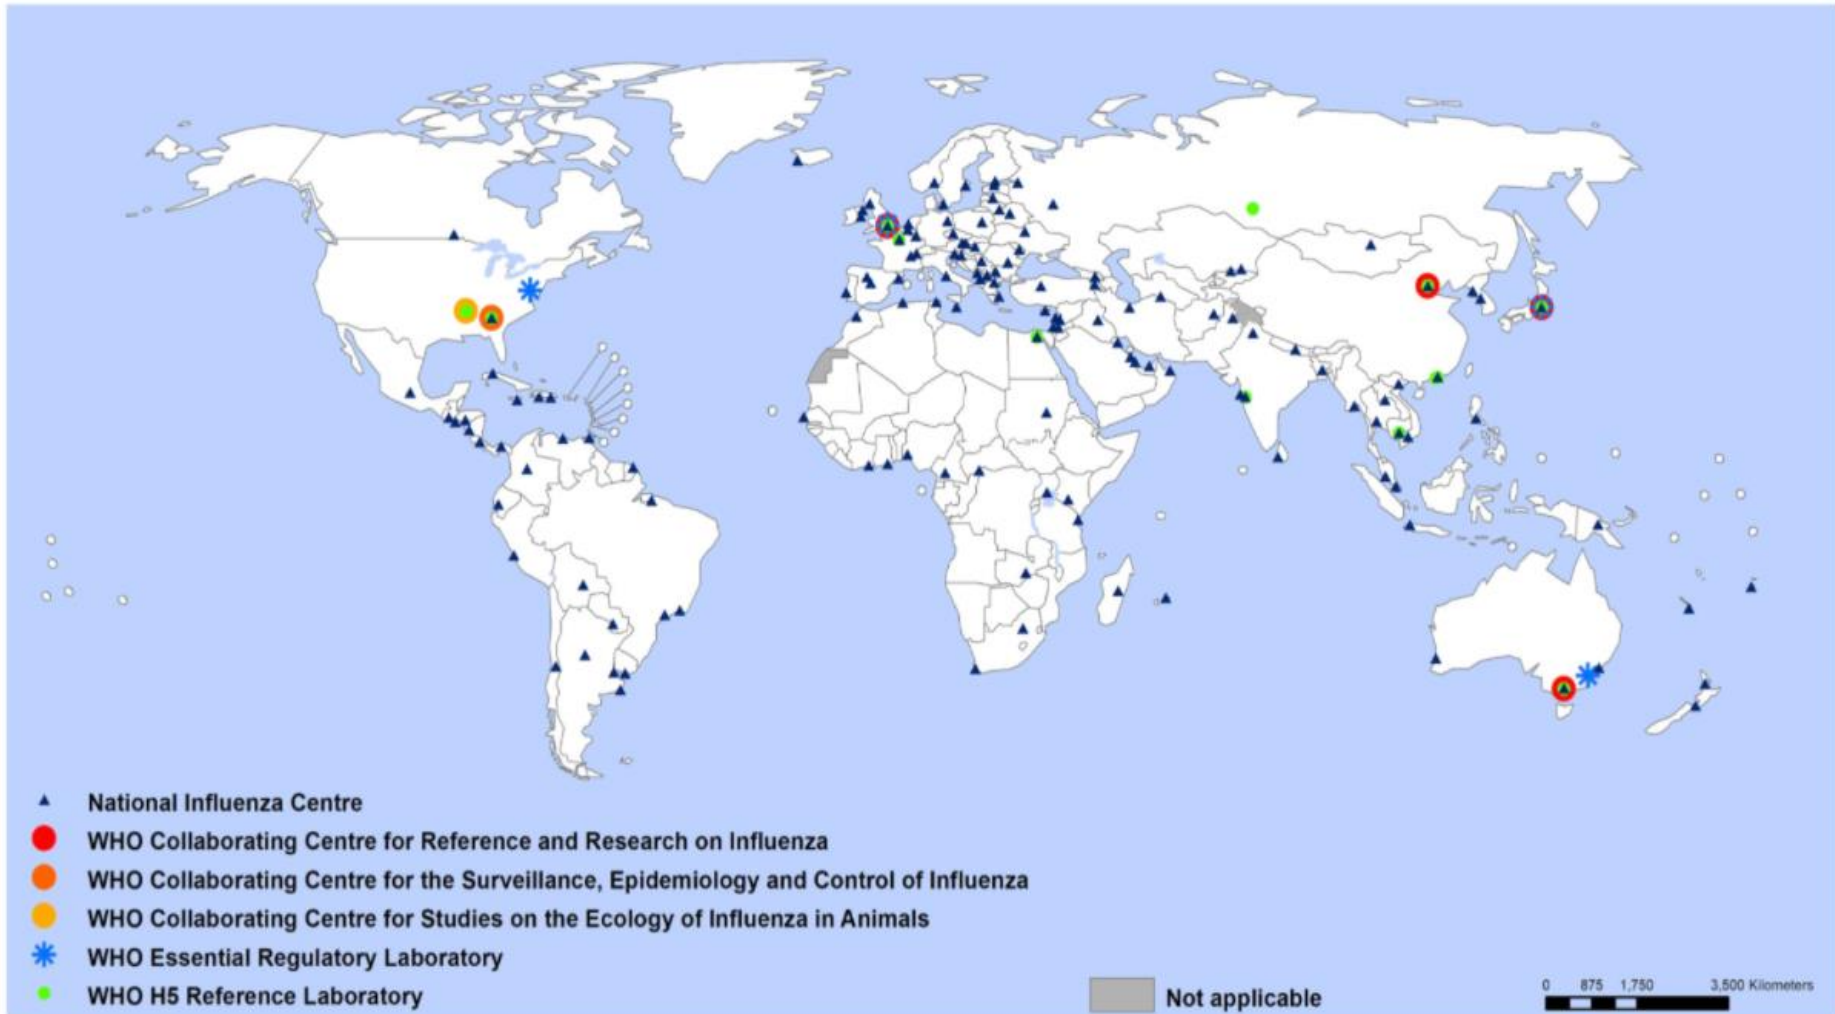 National Influenza Centre
WHO Collaborating Centre for Reference and Research on Influenza
WHO Collaborating Centre for the Surveillance, Epidemiology and Control of Influenza
WHO Collaborating Centre for Studies on the Ecology of Influenza in Animals
WHO Essential Regulatory Laboratory
WHO H5 Reference Laboratory
Not applicable
0 875 1,750 3,500 Kilometers